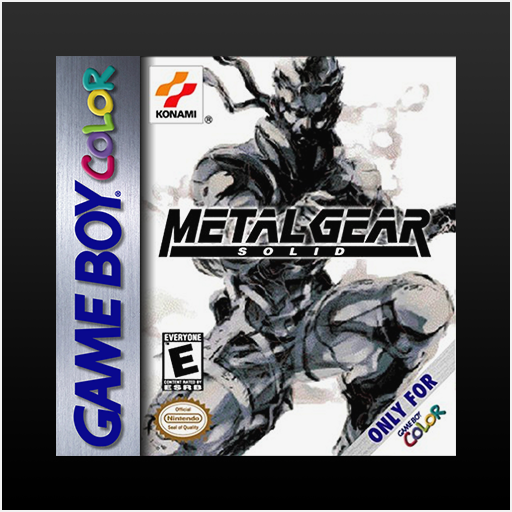 GAME BOY® COLOR
KONAMI
®
METAL GEAR
SOLID
EVERYONE
E
CONTENT RATED BY
ESRB
Official
Nintendo
Seal of Quality
ONLY FOR
GAME BOY
COLOR